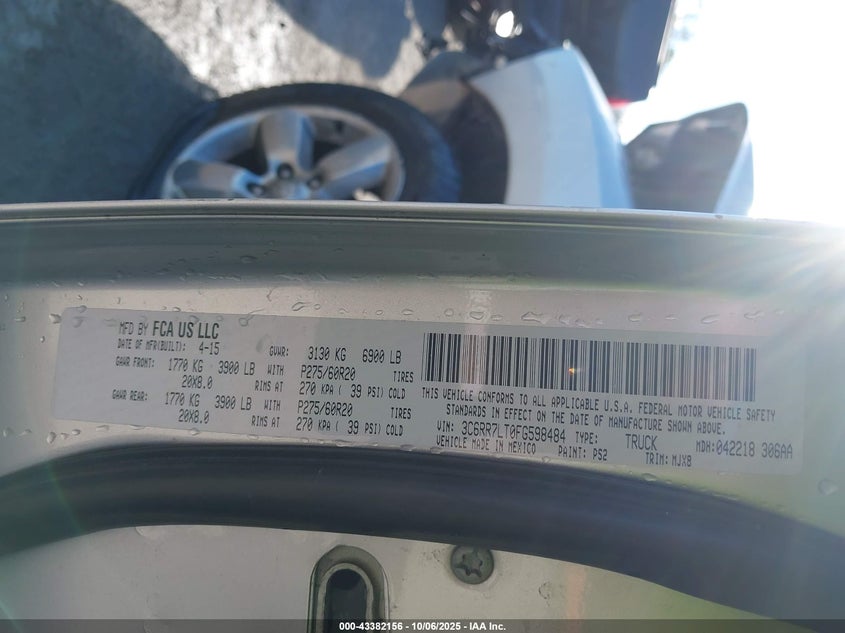 MFD BY FCA US LLC
DATE OF MFR(BUILT): 4-15 GVWR: 3130 KG 6900 LB
GAWR FRONT: 1770 KG 3900 LB WITH P275/60R20 TIRES
20X8.0 RIMS AT 270 KPA ( 39 PSI) COLD
GAWR REAR: 1770 KG 3900 LB WITH P275/60R20 TIRES
20X8.0 RIMS AT 270 KPA ( 39 PSI) COLD
THIS VEHICLE CONFORMS TO ALL APPLICABLE U.S.A. FEDERAL MOTOR VEHICLE SAFETY
STANDARDS IN EFFECT ON THE DATE OF MANUFACTURE SHOWN ABOVE.
VIN: 3C6RR7LT0FG598484 TYPE: TRUCK MDH:042218 306AA
VEHICLE MADE IN MEXICO PAINT: PS2 TRIM: MJX8
000-43382156 - 10/06/2025 - IAA Inc.